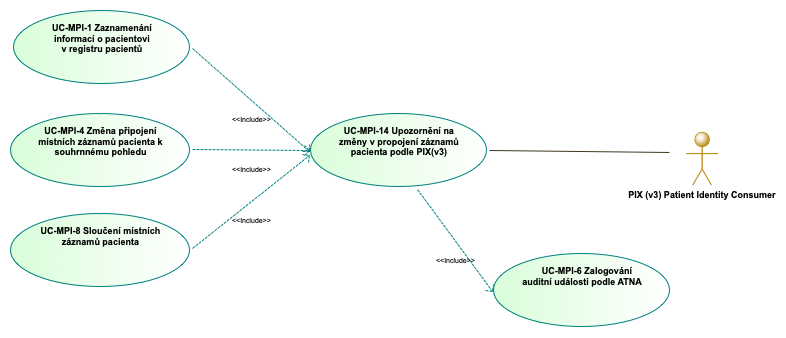 UC-MPI-1 Zaznamenání
informací o pacientovi
v registru pacientů
<<Include>>
UC-MPI-4 Změna připojení
místních záznamů pacienta k
souhrnnému pohledu
<<Include>>
UC-MPI-14 Upozornění na
změny v propojení záznamů
pacienta podle PIX(v3)
PIX (v3) Patient Identity Consumer
UC-MPI-8 Sloučení místních
záznamů pacienta
<<Include>>
<<Include>>
UC-MPI-6 Zalogování
auditní události podle ATNA